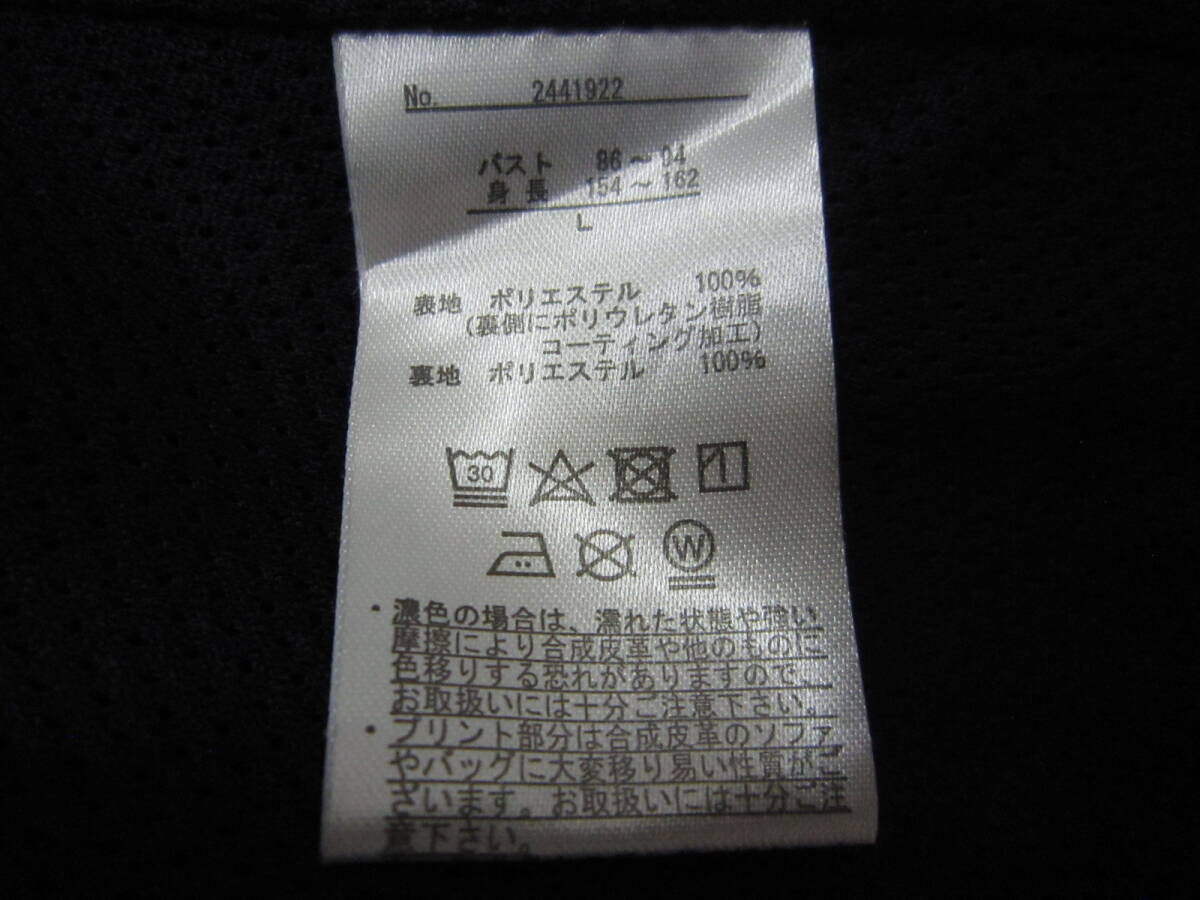 No. 2441922
バスト 86～94
身長 154～162
L
表地 ポリエステル 100%
(裏側にポリウレタン樹脂
コーティング加工)
裏地 ポリエステル 100%
30
W
・濃色の場合は、濡れた状態や強い
摩擦により合成皮革や他のものに
色移りする恐れがありますので、
お取扱いには十分ご注意下さい。
・プリント部分は合成皮革のソファ
やバッグに大変移り易い性質がご
ざいます。お取扱いには十分ご注
意下さい。